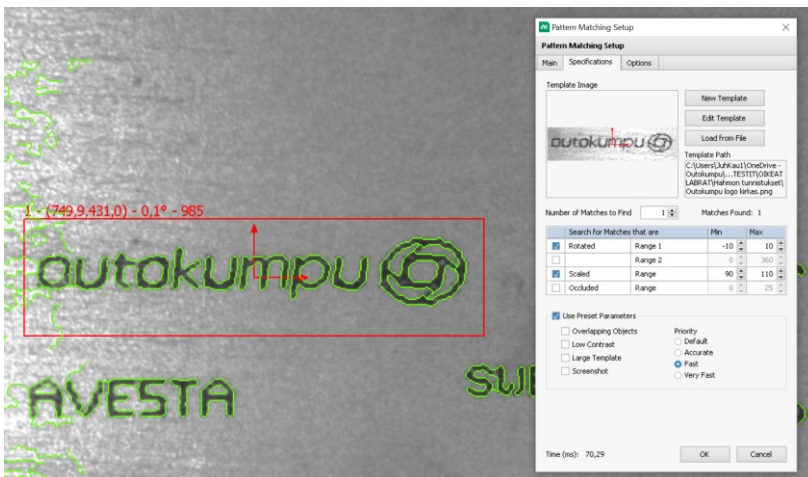 1 - (749,9,431,0) - 0,1° - 985
outokumpu
AVESTA
Pattern Matching Setup
Pattern Matching Setup
Main Specifications Options
Template Image
outokumpu
New Template
Edit Template
Load from File
Template Path
C:\Users\JuhKau1\OneDrive -
Outokumpu\...TESTIT\OIKEAT
LABRAT\Hahmon tunnistukset\
Outokumpu logo kirkas.png
Number of Matches to Find 1 Matches Found: 1
Search for Matches that are Min Max
Rotated Range 1 -10 10
Range 2 0 360
Scaled Range 90 110
Occluded Range 0 25
Use Preset Parameters
Overlapping Objects
Low Contrast
Large Template
Screenshot
Priority
Default
Accurate
Fast
Very Fast
Time (ms): 70,29 OK Cancel